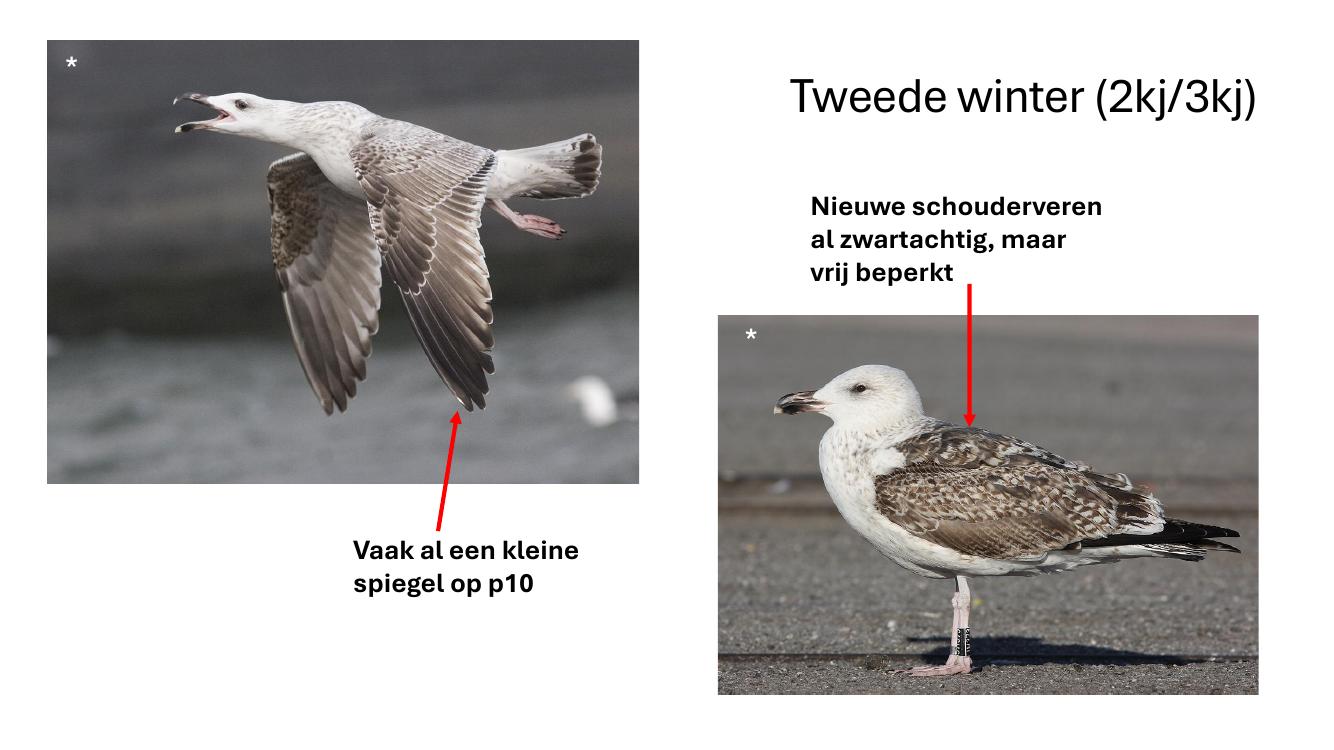 *
Tweede winter (2kj/3kj)
Nieuwe schouderveren
al zwartachtig, maar
vrij beperkt
*
Vaak al een kleine
spiegel op p10